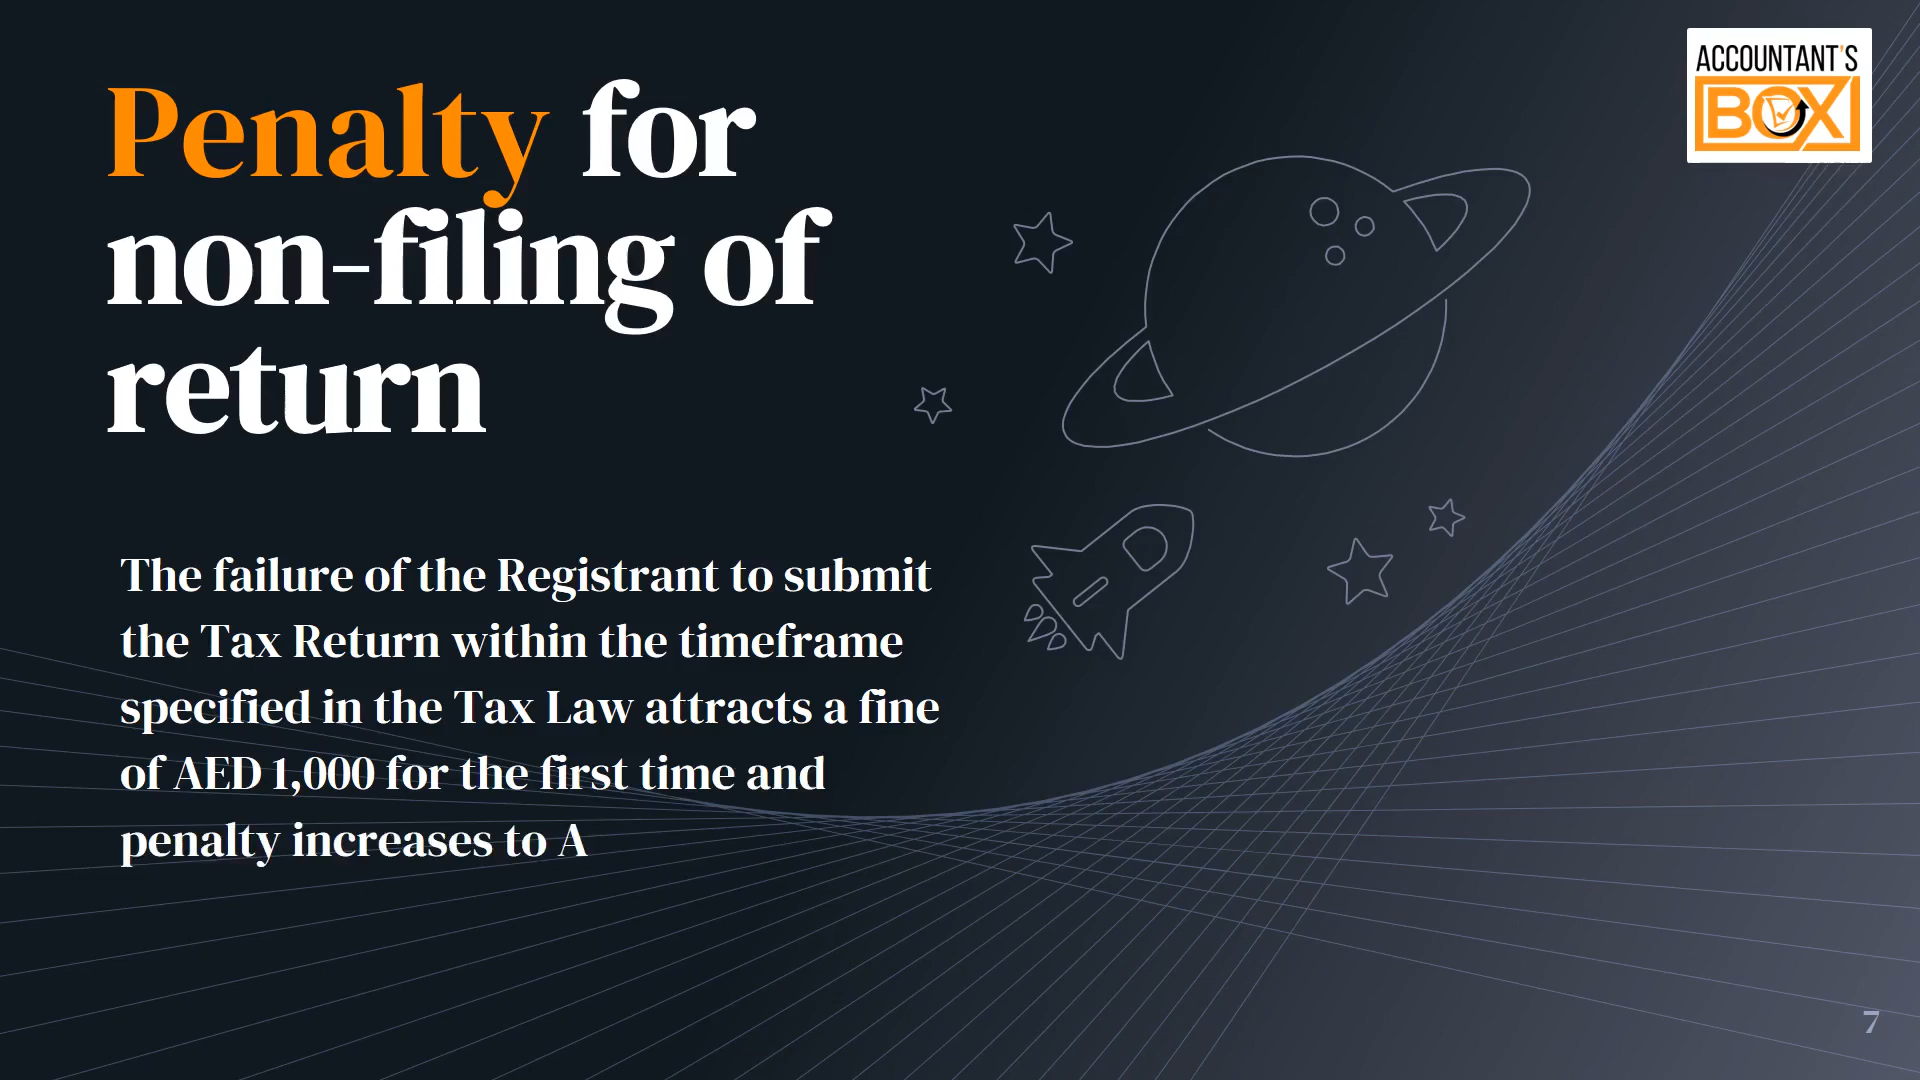 ACCOUNTANT'S
BOX
Penalty for
non-filing of
return
The failure of the Registrant to submit
the Tax Return within the timeframe
specified in the Tax Law attracts a fine
of AED 1,000 for the first time and
penalty increases to A
7